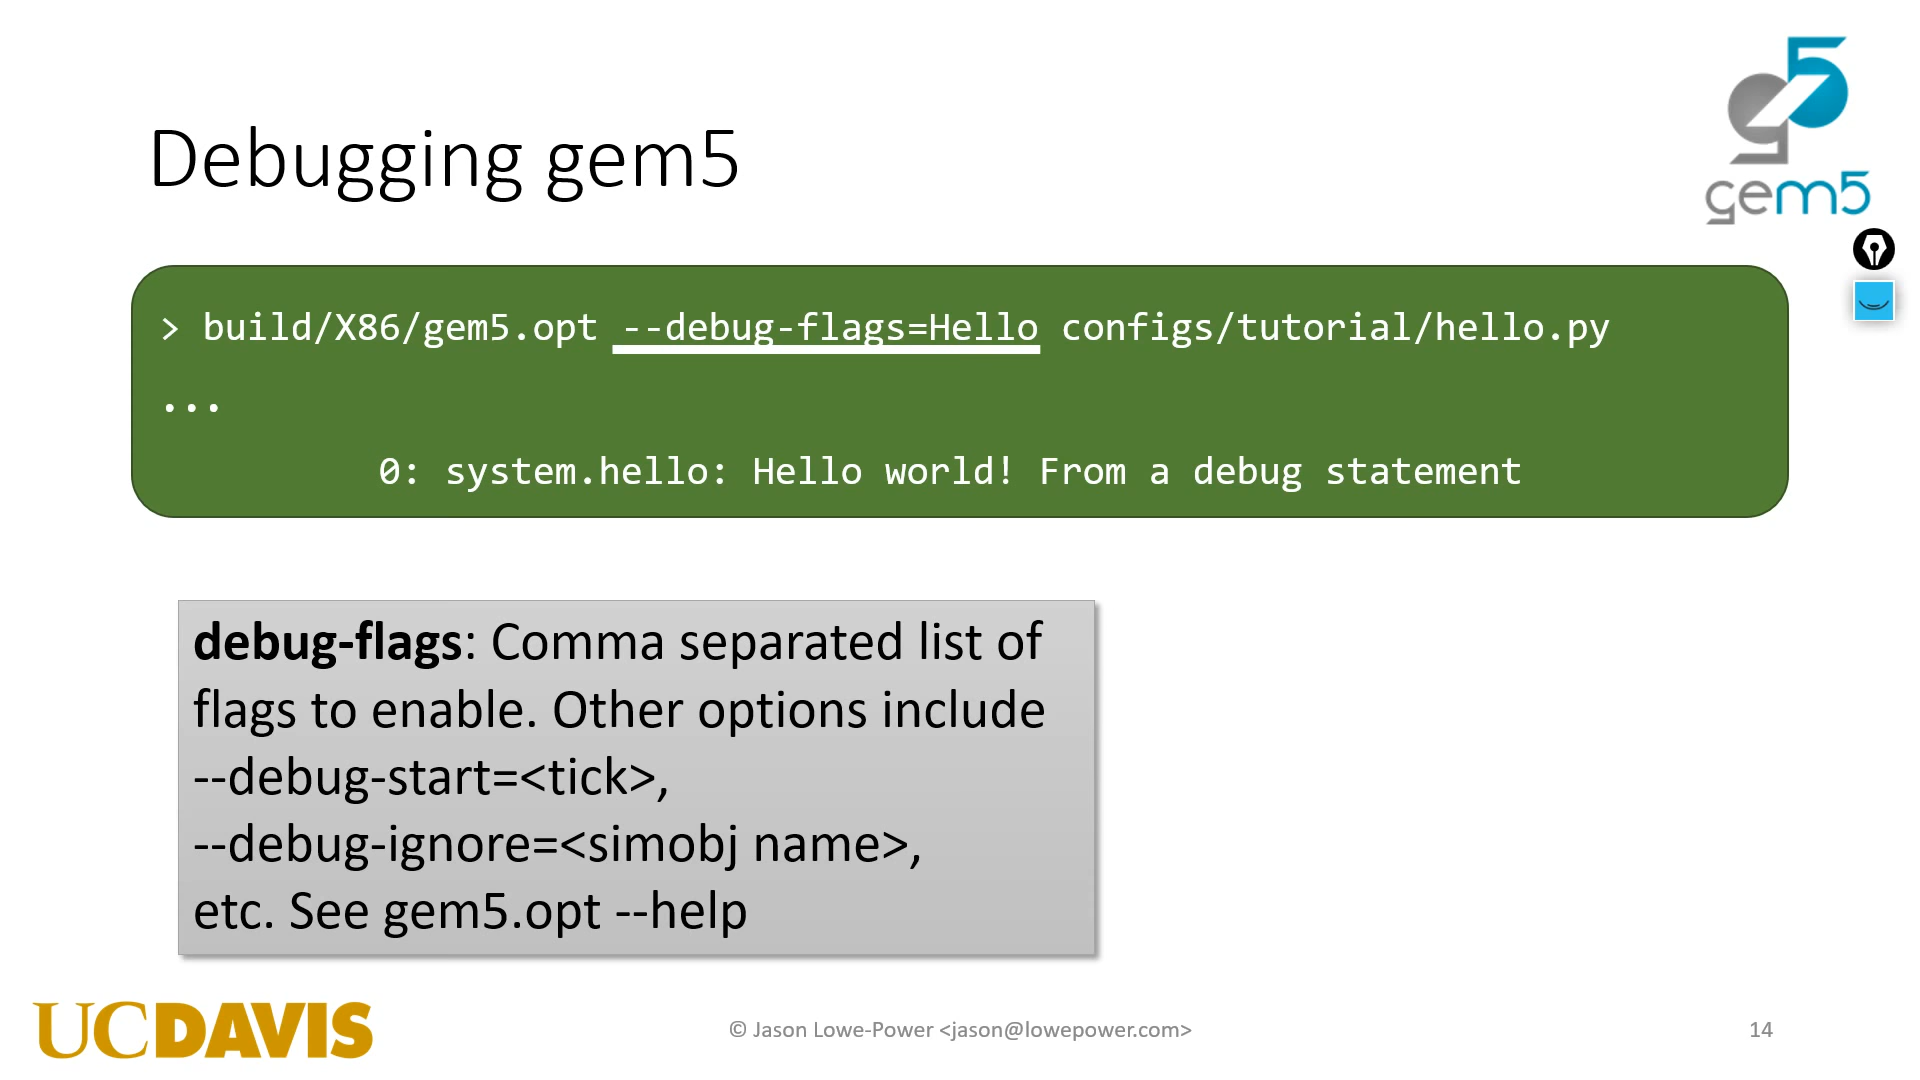 Debugging gem5
gem5
> build/X86/gem5.opt --debug-flags=Hello configs/tutorial/hello.py
...
0: system.hello: Hello world! From a debug statement
debug-flags: Comma separated list of
flags to enable. Other options include
--debug-start=<tick>,
--debug-ignore=<simobj name>,
etc. See gem5.opt --help
UCDAVIS
© Jason Lowe-Power <jason@lowepower.com>
14